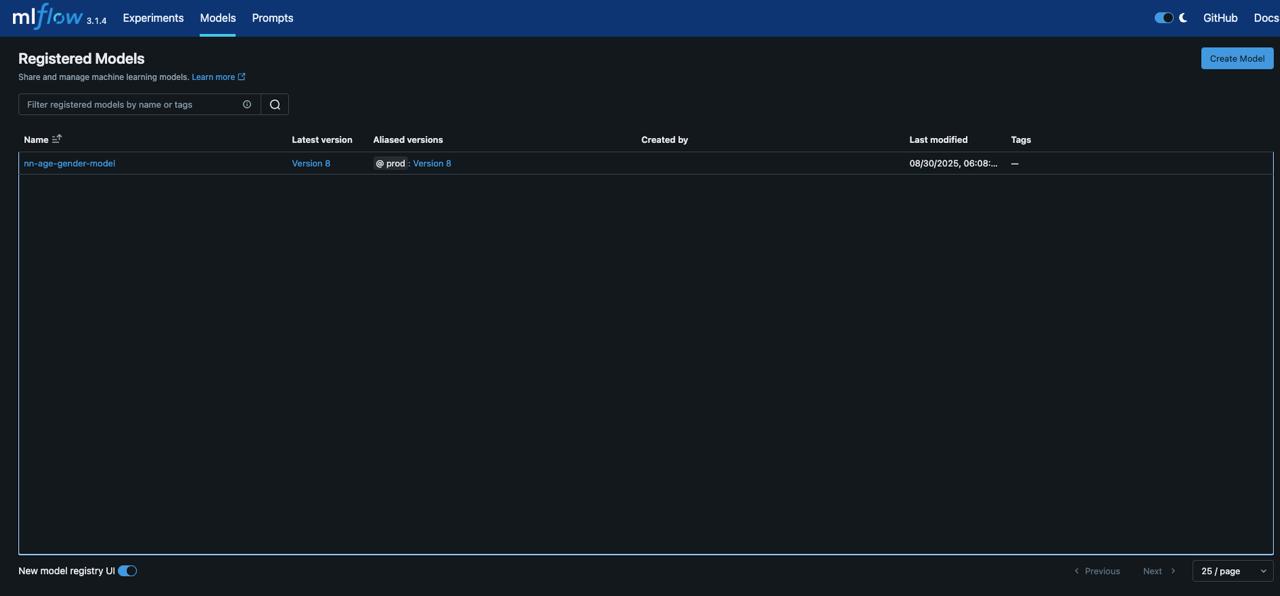 mlflow 3.1.4 Experiments Models Prompts GitHub Docs
Registered Models
Create Model
Share and manage machine learning models. Learn more
Filter registered models by name or tags
Name Latest version Aliased versions Created by Last modified Tags
nn-age-gender-model Version 8 @ prod : Version 8 08/30/2025, 06:08:... —
New model registry UI Previous Next 25 / page